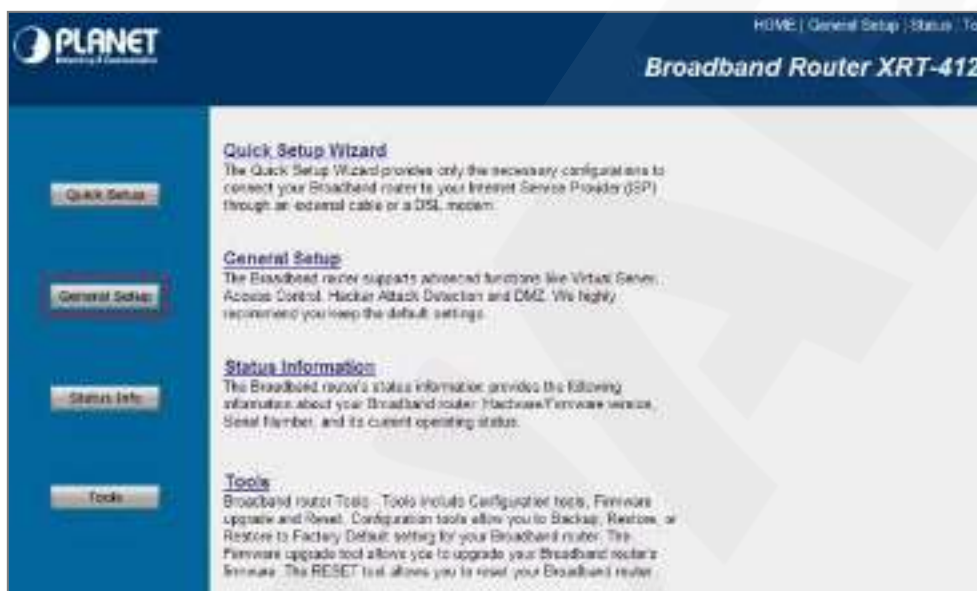 PLANET
HOME | General Setup | Status | To
Broadband Router XRT-412
Quick Setup
General Setup
Status Info
Tools
Quick Setup Wizard
The Quick Setup Wizard provides only the necessary configurations to
connect your Broadband router to your Internet Service Provider (ISP)
through an external cable or a DSL modem.
General Setup
The Broadband router supports advanced functions like Virtual Server,
Access Control, Hacker Attack Detection and DMZ. We highly
recommend you keep the default settings.
Status Information
The Broadband router's status information provides the following
information about your Broadband router: Hardware/Firmware version,
Serial Number, and its current operating status.
Tools
Broadband router Tools - Tools include Configuration tools, Firmware
upgrade and Reset. Configuration tools allow you to Backup, Restore, or
Restore to Factory Default setting for your Broadband router. The
Firmware upgrade tool allows you to upgrade your Broadband router's
firmware. The RESET tool allows you to reset your Broadband router